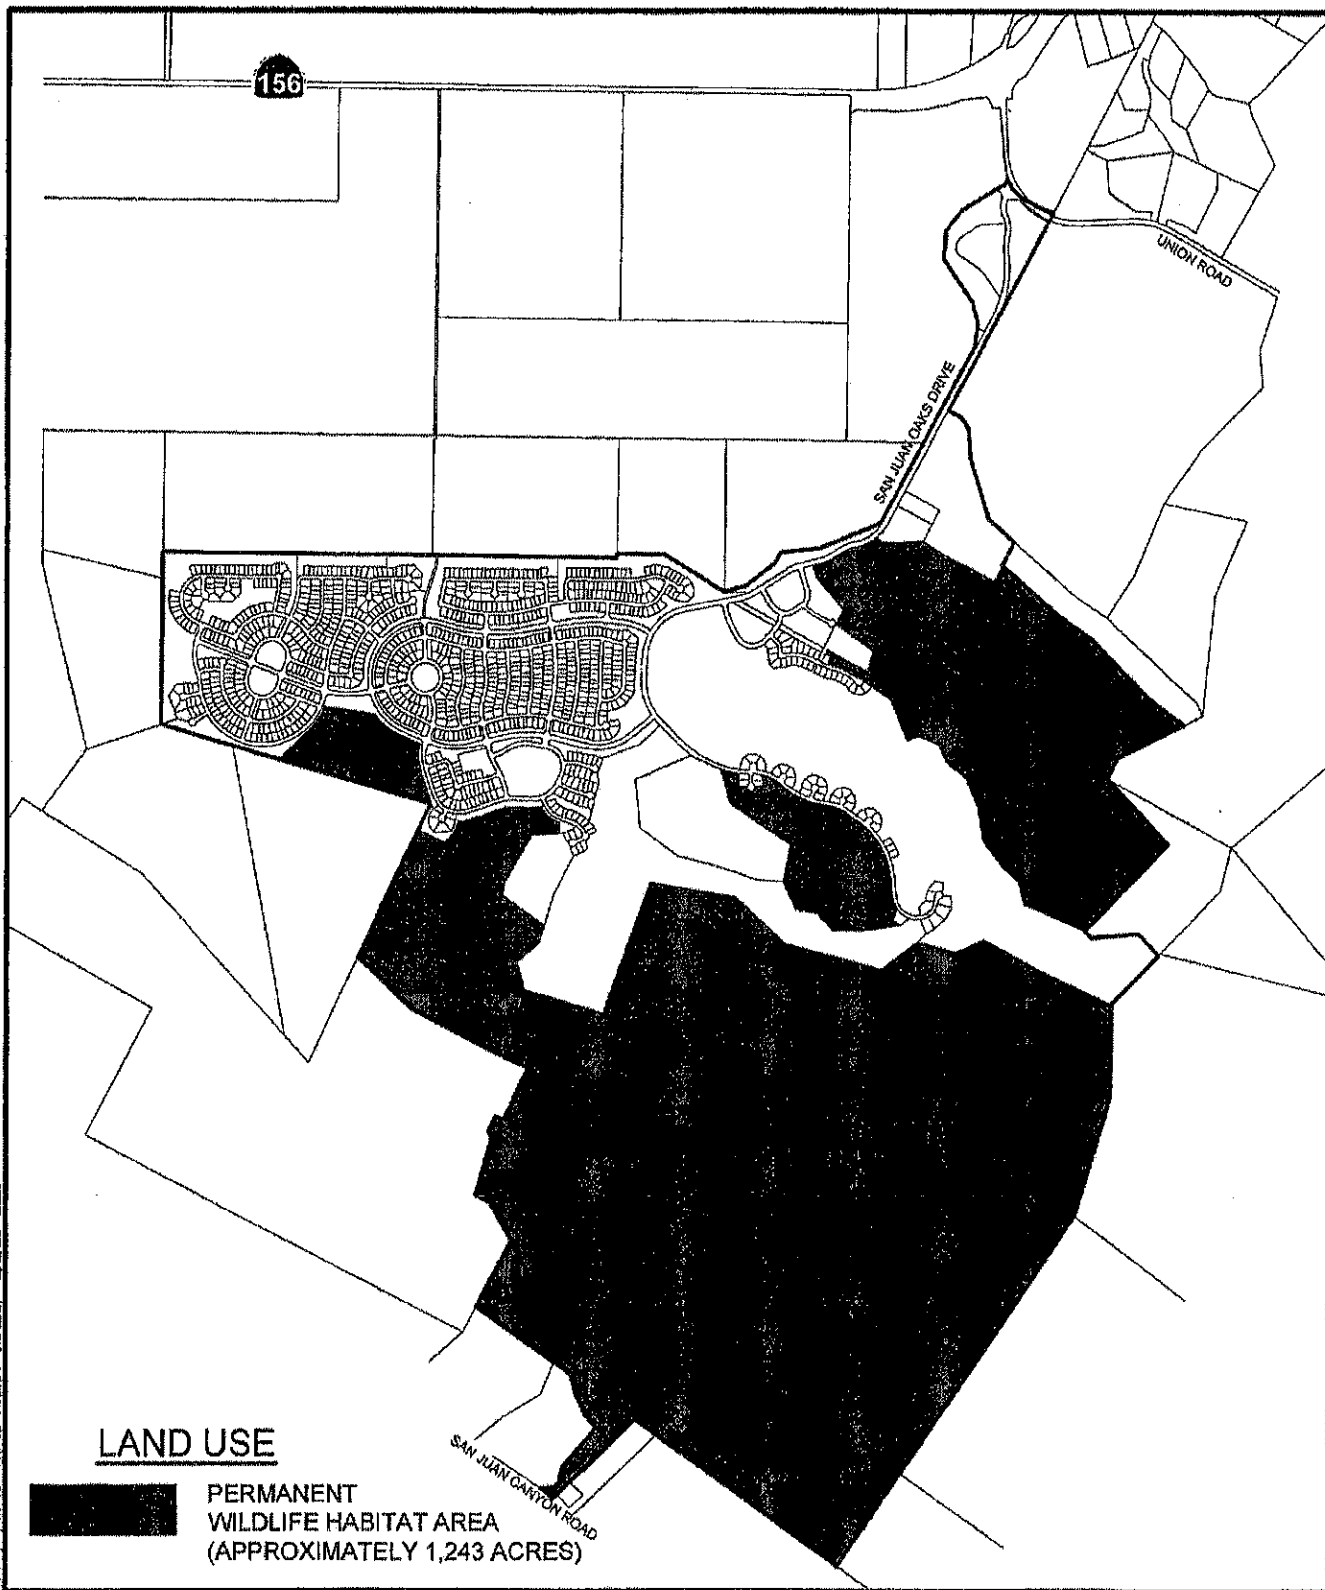 156
UNION ROAD
SAN JUAN OAKS DRIVE
LAND USE
PERMANENT
WILDLIFE HABITAT AREA
(APPROXIMATELY 1,243 ACRES)
SAN JUAN CANYON ROAD